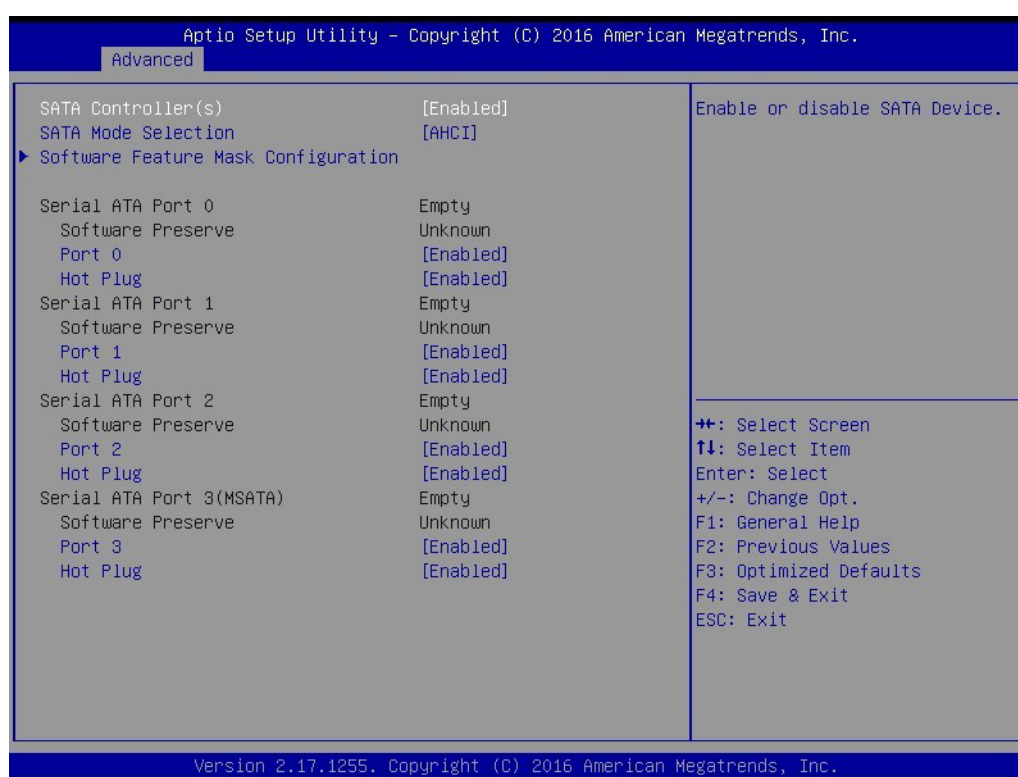 Aptio Setup Utility – Copyright (C) 2016 American Megatrends, Inc.
Advanced
SATA Controller(s) [Enabled]
SATA Mode Selection [AHCI]
Software Feature Mask Configuration
Serial ATA Port 0 Empty
Software Preserve Unknown
Port 0 [Enabled]
Hot Plug [Enabled]
Serial ATA Port 1 Empty
Software Preserve Unknown
Port 1 [Enabled]
Hot Plug [Enabled]
Serial ATA Port 2 Empty
Software Preserve Unknown
Port 2 [Enabled]
Hot Plug [Enabled]
Serial ATA Port 3(MSATA) Empty
Software Preserve Unknown
Port 3 [Enabled]
Hot Plug [Enabled]
Enable or disable SATA Device.
→←: Select Screen
↑↓: Select Item
Enter: Select
+/-: Change Opt.
F1: General Help
F2: Previous Values
F3: Optimized Defaults
F4: Save & Exit
ESC: Exit
Version 2.17.1255. Copyright (C) 2016 American Megatrends, Inc.